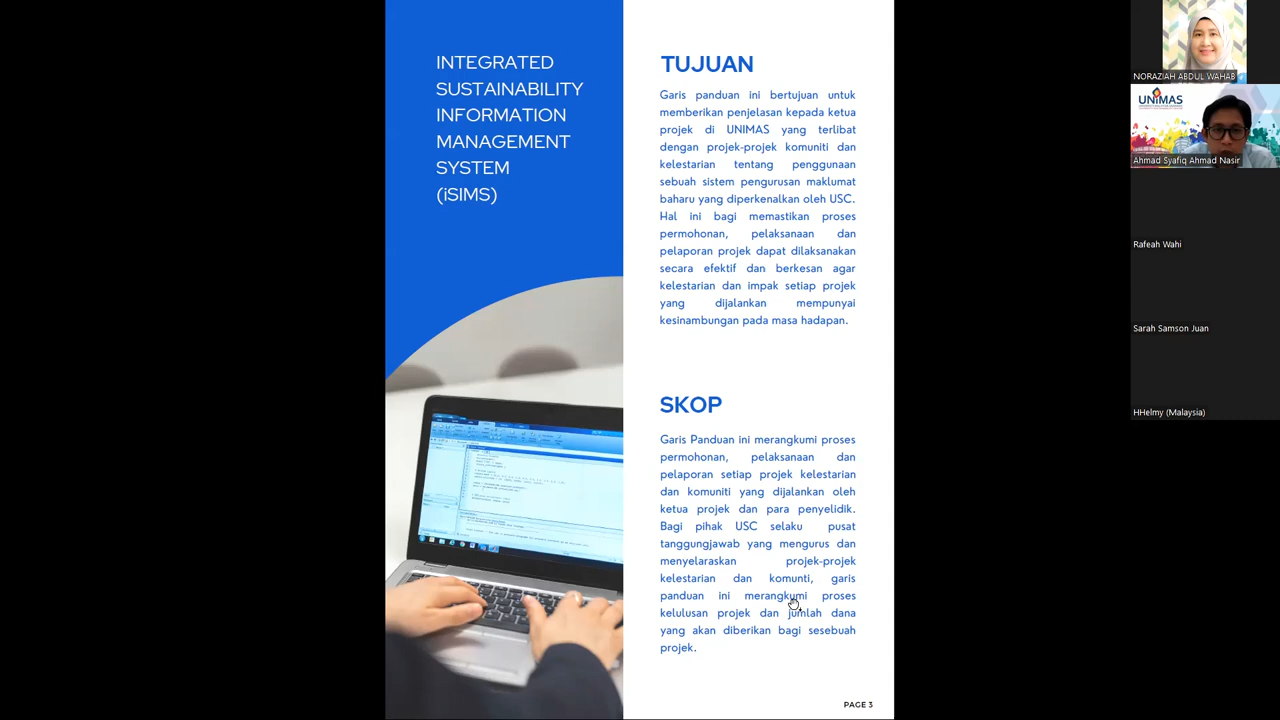 INTEGRATED
SUSTAINABILITY
INFORMATION
MANAGEMENT
SYSTEM
(iSIMS)
TUJUAN
Garis panduan ini bertujuan untuk
memberikan penjelasan kepada ketua
projek di UNIMAS yang terlibat
dengan projek-projek komuniti dan
kelestarian tentang penggunaan
sebuah sistem pengurusan maklumat
baharu yang diperkenalkan oleh USC.
Hal ini bagi memastikan proses
permohonan, pelaksanaan dan
pelaporan projek dapat dilaksanakan
secara efektif dan berkesan agar
kelestarian dan impak setiap projek
yang dijalankan mempunyai
kesinambungan pada masa hadapan.
SKOP
Garis Panduan ini merangkumi proses
permohonan, pelaksanaan dan
pelaporan setiap projek kelestarian
dan komuniti yang dijalankan oleh
ketua projek dan para penyelidik.
Bagi pihak USC selaku pusat
tanggungjawab yang mengurus dan
menyelaraskan projek-projek
kelestarian dan komunti, garis
panduan ini merangkumi proses
kelulusan projek dan jumlah dana
yang akan diberikan bagi sesebuah
projek.
PAGE 3
NORAZIAH ABDUL WAHAB
UNIMAS
Ahmad Syafiq Ahmad Nasir
Rafeah Wahi
Sarah Samson Juan
HHelmy (Malaysia)